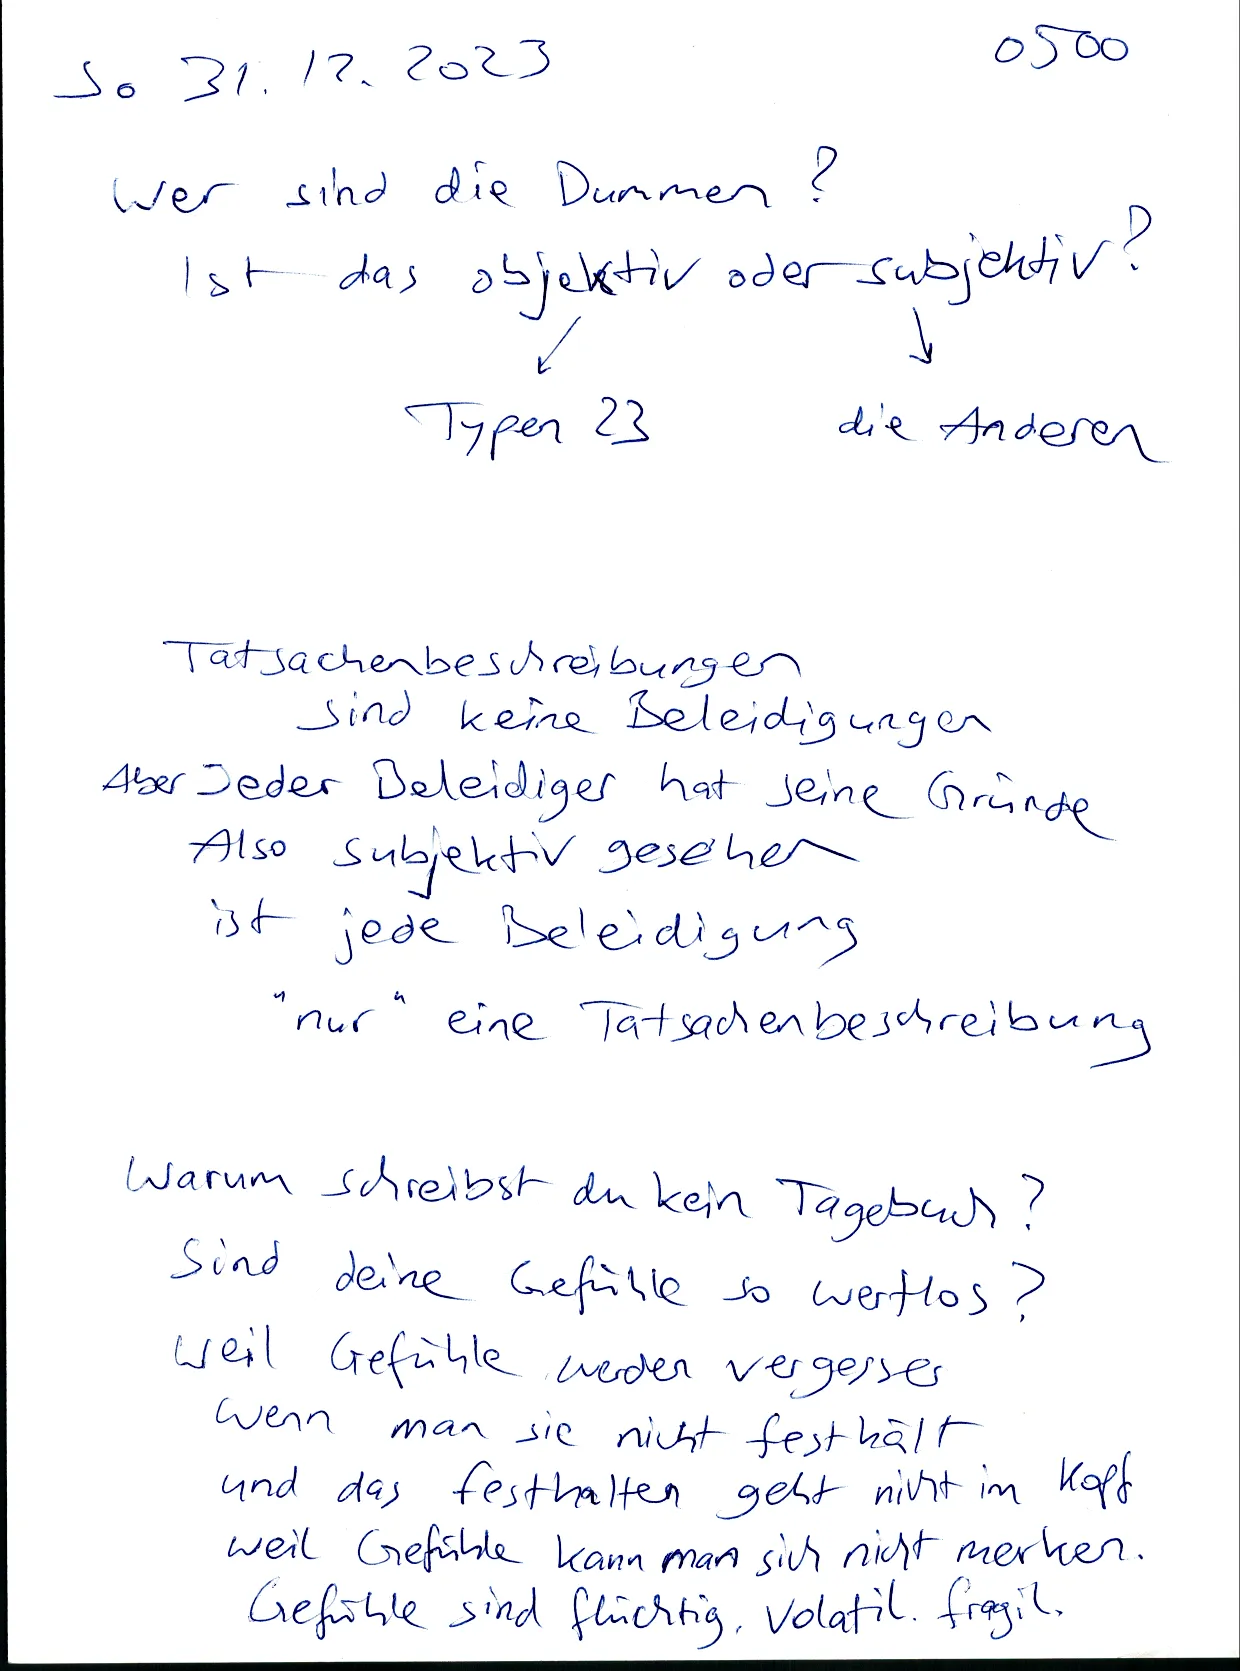 So 31.12.2023 0500
Wer sind die Dummen?
Ist das objektiv oder subjektiv?
↙ ↓
Typen 23 die Anderen
Tatsachenbeschreibungen
sind keine Beleidigungen
Aber Jeder Beleidiger hat seine Gründe
Also subjektiv gesehen
ist jede Beleidigung
"nur" eine Tatsachenbeschreibung
Warum schreibst du kein Tagebuch?
Sind deine Gefühle so wertlos?
Weil Gefühle werden vergessen
wenn man sie nicht festhält
und das festhalten geht nicht im Kopf
weil Gefühle kann man sich nicht merken.
Gefühle sind flüchtig, volatil. fragil.